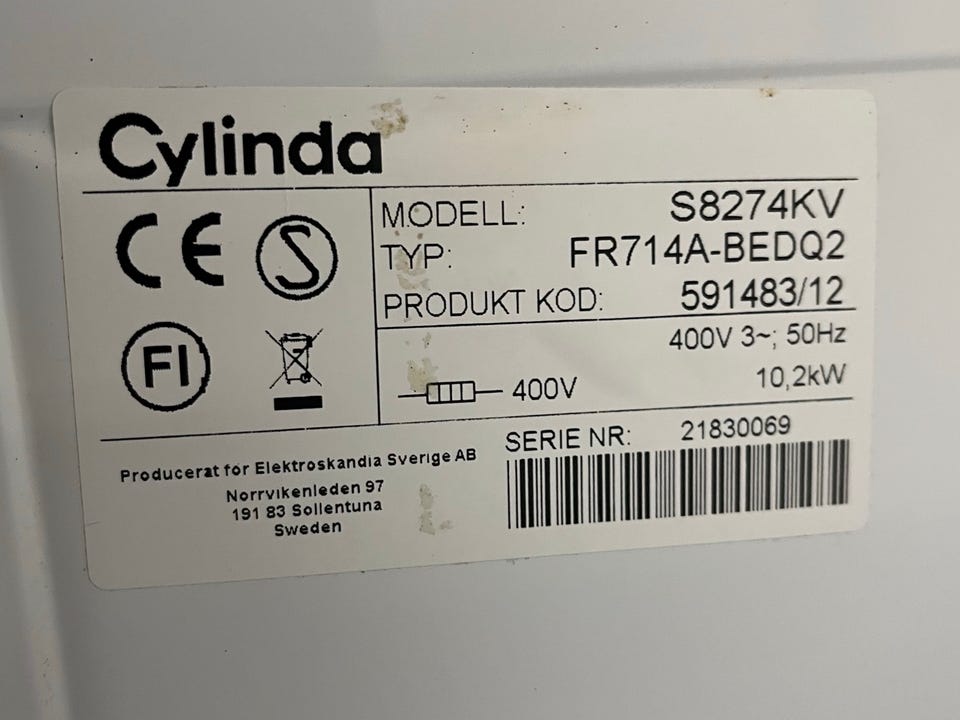 Cylinda
CE S
MODELL: S8274KV
TYP: FR714A-BEDQ2
PRODUKT KOD: 591483/12
FI
400V 3~; 50Hz
400V 10,2kW
SERIE NR: 21830069
Producerat för Elektroskandia Sverige AB
Norrvikenleden 97
191 83 Sollentuna
Sweden